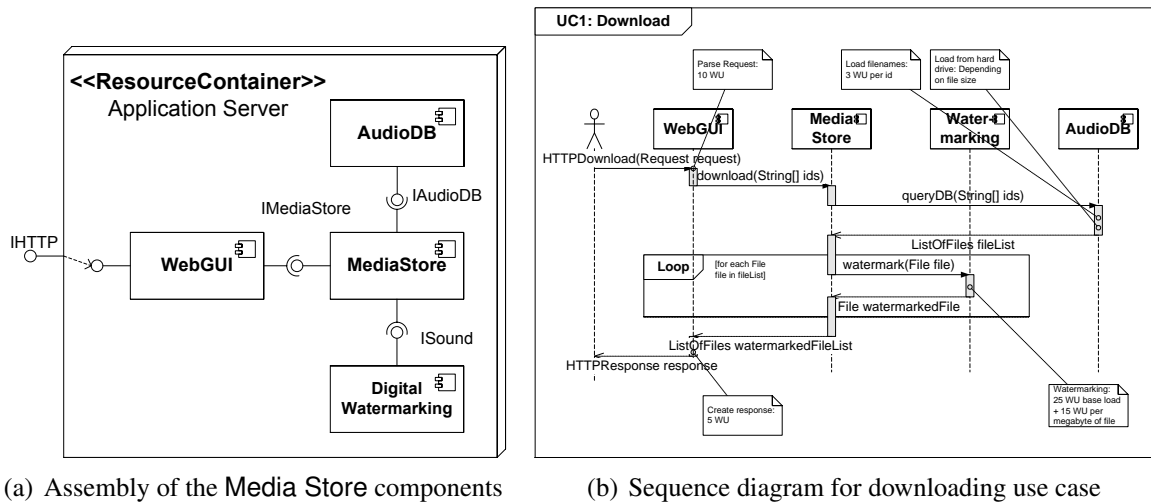 <<ResourceContainer>>
Application Server
AudioDB
IAudioDB
IMediaStore
IHTTP
WebGUI
MediaStore
ISound
Digital
Watermarking
(a) Assembly of the Media Store components
UC1: Download
Parse Request:
10 WU
Load filenames:
3 WU per id
Load from hard
drive: Depending
on file size
WebGUI
Media
Store
Water-
marking
AudioDB
HTTPDownload(Request request)
download(String[] ids)
queryDB(String[] ids)
ListOfFiles fileList
Loop
[for each File
file in fileList]
watermark(File file)
File watermarkedFile
ListOfFiles watermarkedFileList
HTTPResponse response
Create response:
5 WU
Watermarking:
25 WU base load
+ 15 WU per
megabyte of file
(b) Sequence diagram for downloading use case